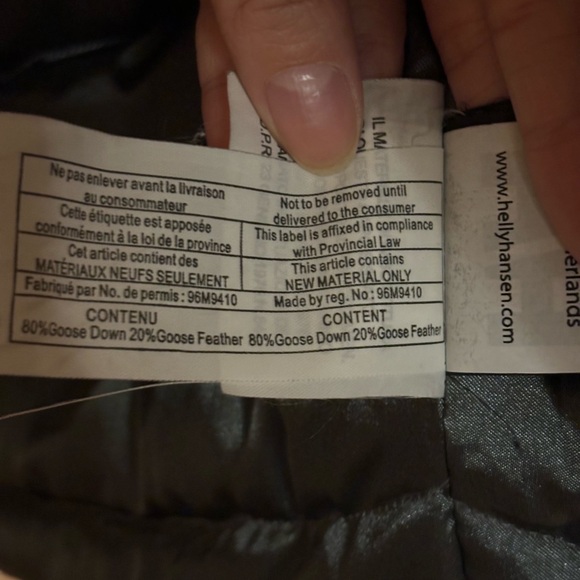 Ne pas enlever avant la livraison
au consommateur
Cette étiquette est apposée
conformément à la loi de la province
Cet article contient des
MATÉRIAUX NEUFS SEULEMENT
Fabriqué par No. de permis : 96M9410
CONTENU
80%Goose Down 20%Goose Feather
Not to be removed until
delivered to the consumer
This label is affixed in compliance
with Provincial Law
This article contains
NEW MATERIAL ONLY
Made by reg. No : 96M9410
CONTENT
80%Goose Down 20%Goose Feather
www.hellyhansen.com